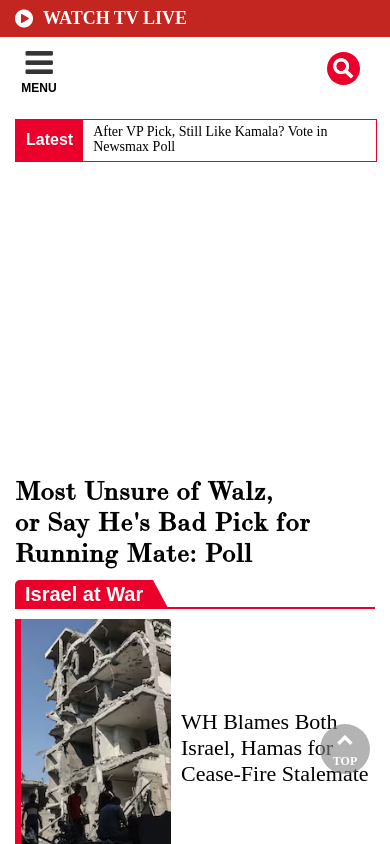 WATCH TV LIVE
MENU
Latest
After VP Pick, Still Like Kamala? Vote in
Newsmax Poll
Most Unsure of Walz,
or Say He's Bad Pick for
Running Mate: Poll
Israel at War
WH Blames Both
Israel, Hamas for
Cease-Fire Stalemate
TOP